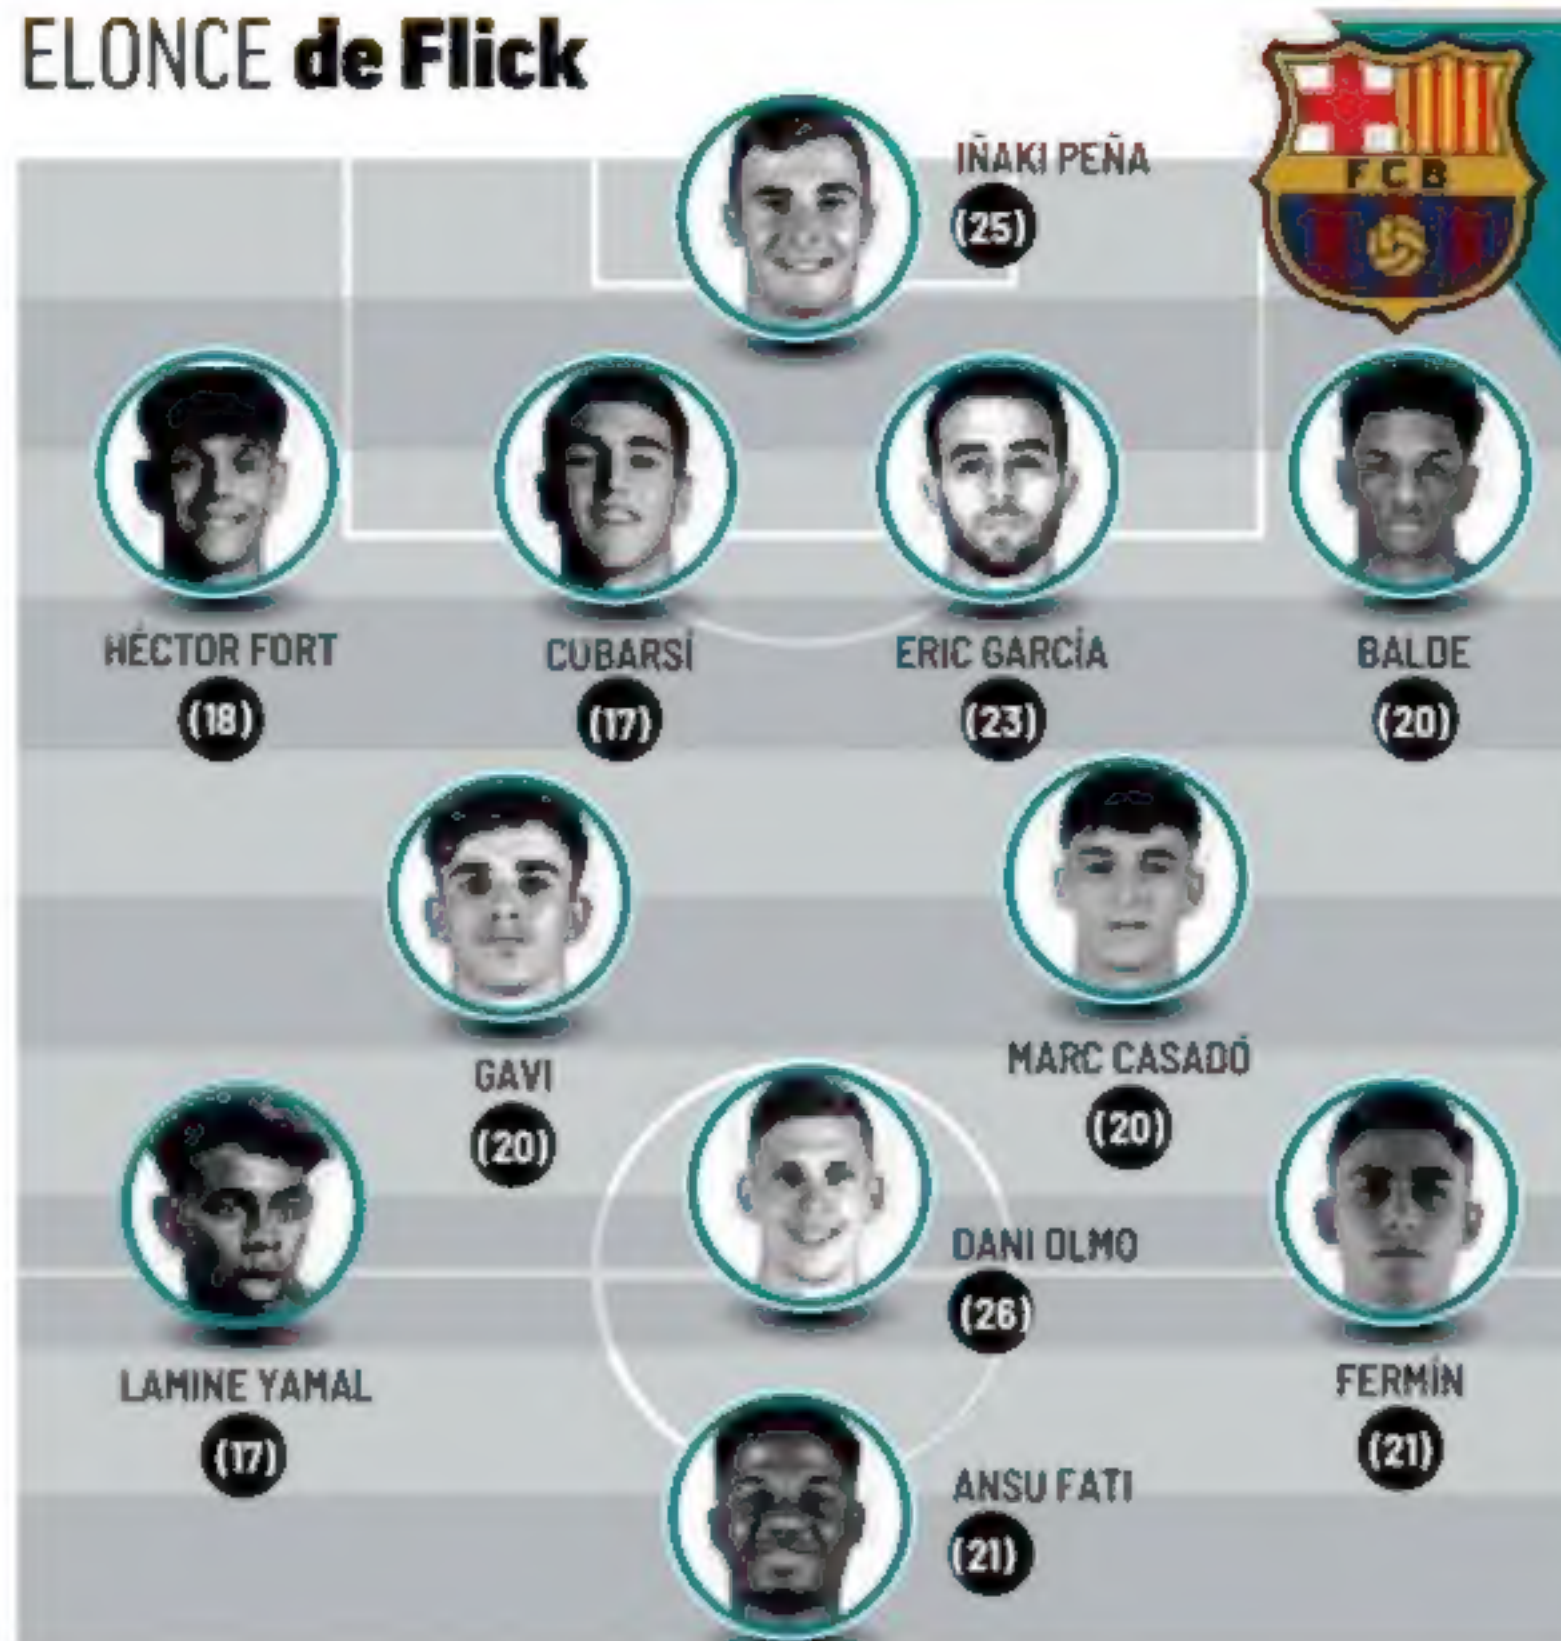 ELONCE de Flick
FCB
IÑAKI PEÑA
(25)
HÉCTOR FORT
(18)
CUBARSÍ
(17)
ERIC GARCÍA
(23)
BALDE
(20)
GAVI
(20)
MARC CASADÓ
(20)
LAMINE YAMAL
(17)
DANI OLMO
(26)
FERMÍN
(21)
ANSU FATI
(21)